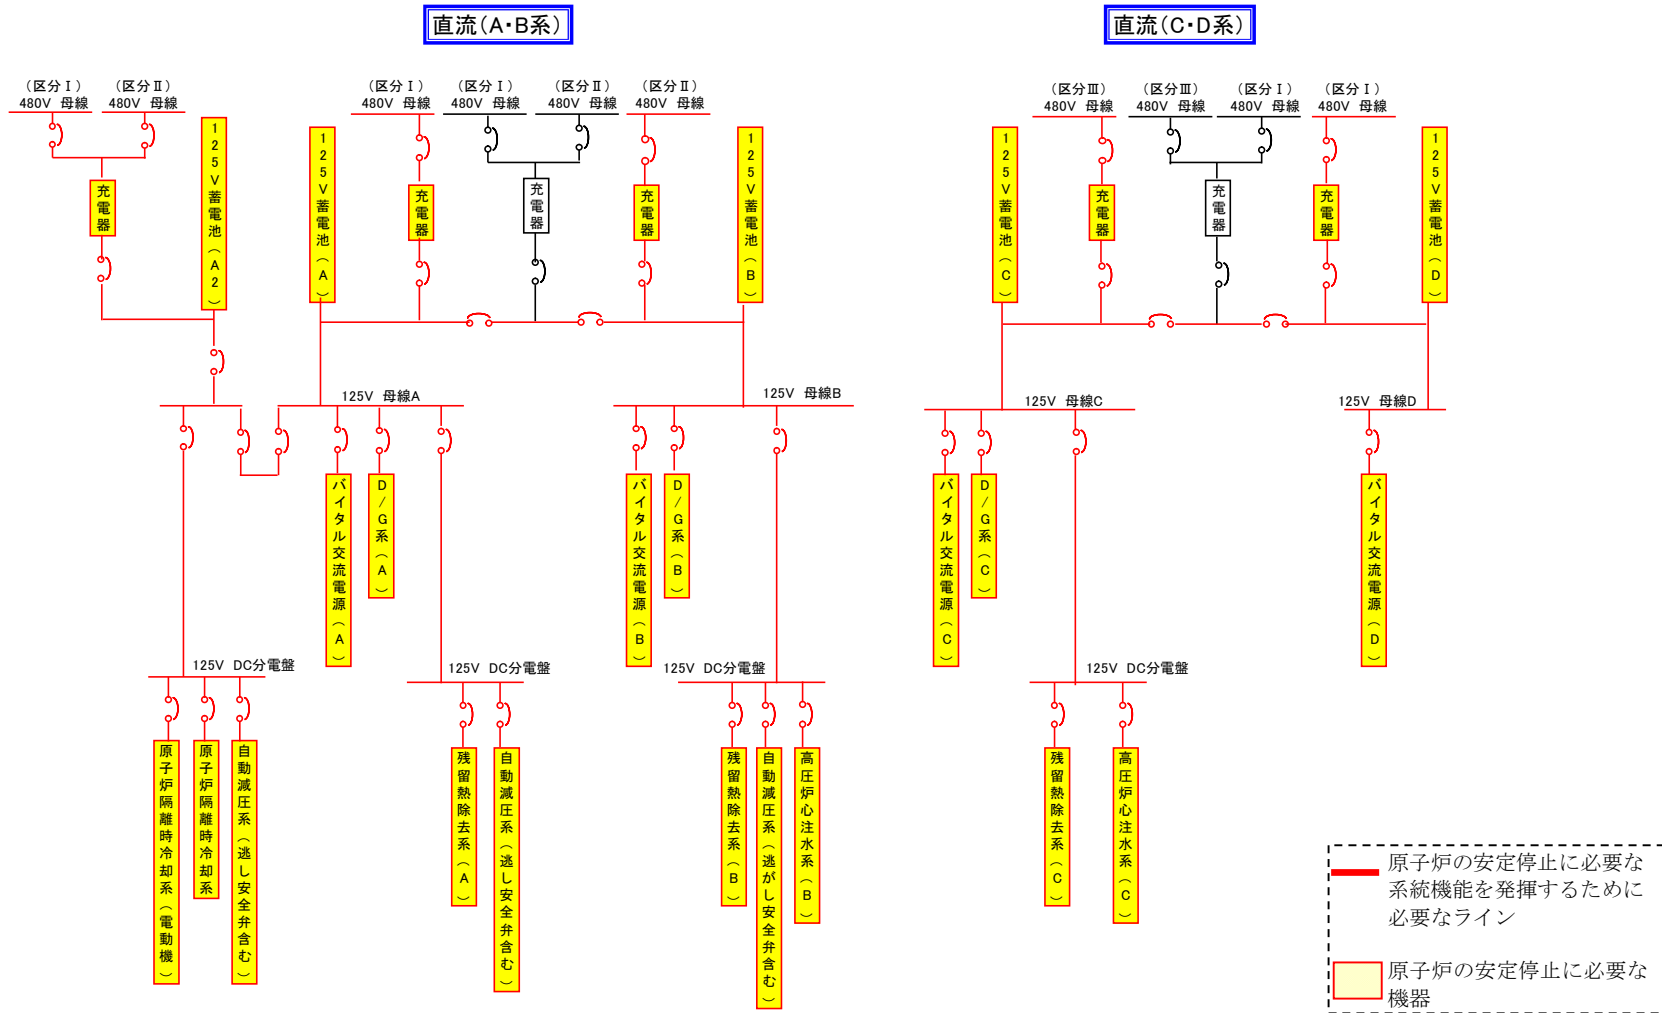 直流(A・B系)
直流(C・D系)
(区分Ⅰ)
480V 母線
(区分Ⅱ)
480V 母線
(区分Ⅰ)
480V 母線
(区分Ⅰ)
480V 母線
(区分Ⅱ)
480V 母線
(区分Ⅱ)
480V 母線
(区分Ⅲ)
480V 母線
(区分Ⅲ)
480V 母線
(区分Ⅰ)
480V 母線
(区分Ⅰ)
480V 母線
125V蓄電池(A2)
125V蓄電池(A)
125V蓄電池(B)
125V蓄電池(C)
125V蓄電池(D)
充電器
充電器
充電器
充電器
充電器
充電器
充電器
125V 母線A
125V 母線B
125V 母線C
125V 母線D
バイタル交流電源(A)
D/G系(A)
バイタル交流電源(B)
D/G系(B)
バイタル交流電源(C)
D/G系(C)
バイタル交流電源(D)
125V DC分電盤
125V DC分電盤
125V DC分電盤
125V DC分電盤
原子炉隔離時冷却系(電動機)
原子炉隔離時冷却系
自動減圧系(逃し安全弁含む)
残留熱除去系(A)
自動減圧系(逃し安全弁含む)
残留熱除去系(B)
自動減圧系(逃がし安全弁含む)
高圧炉心注水系(B)
残留熱除去系(C)
高圧炉心注水系(C)
原子炉の安定停止に必要な
系統機能を発揮するために
必要なライン
原子炉の安定停止に必要な
機器